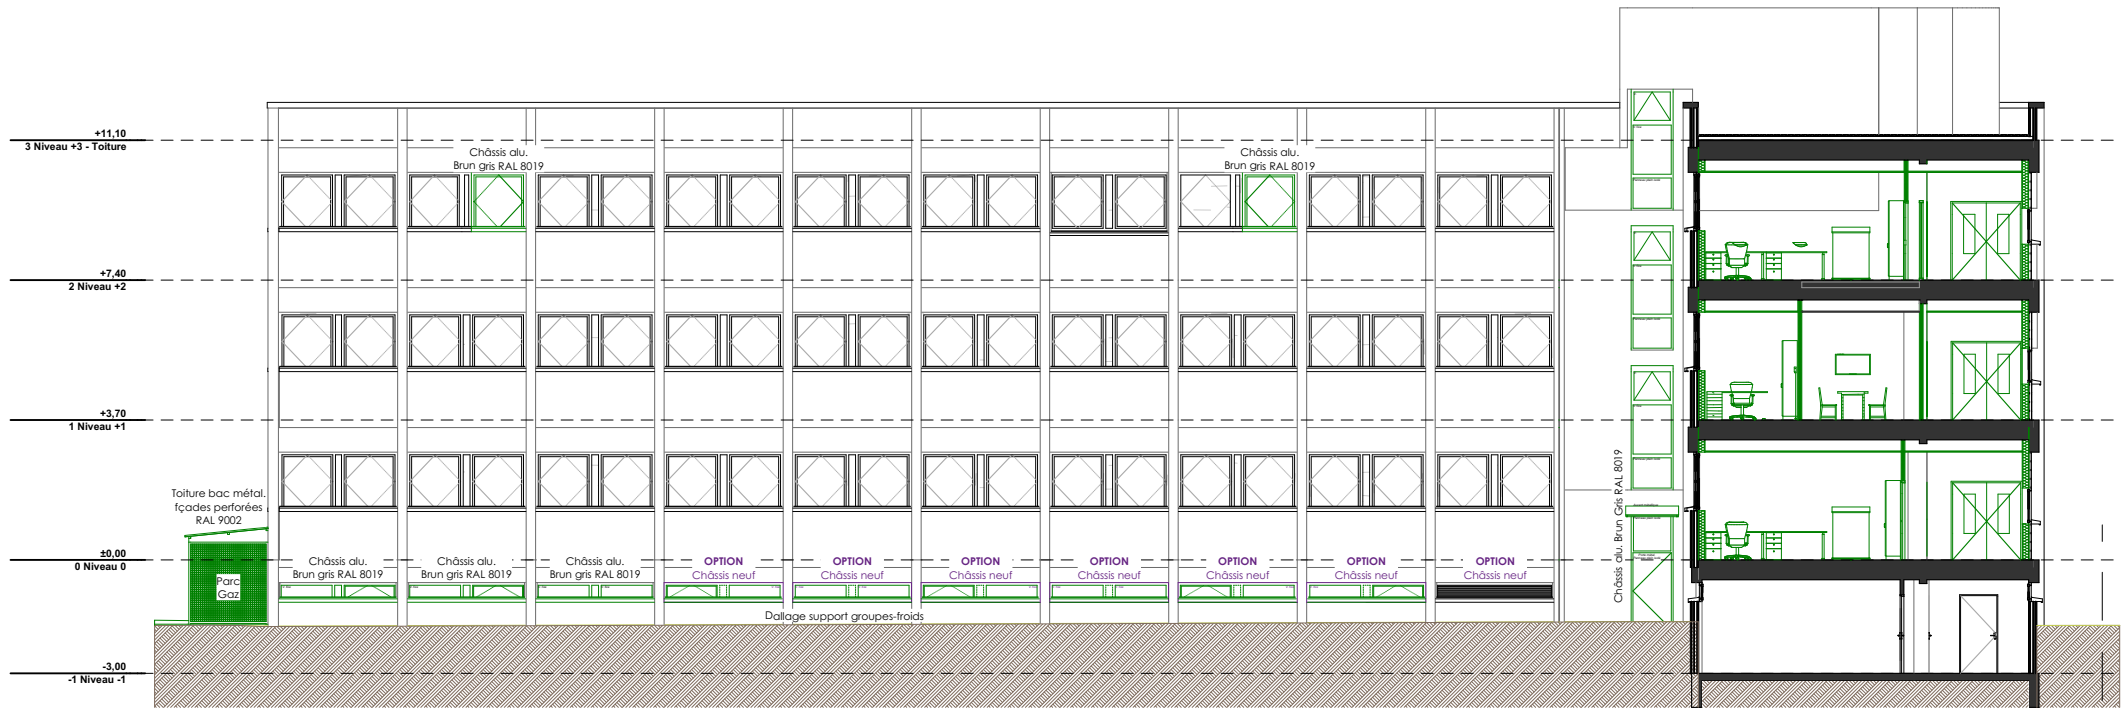 +11,10
3 Niveau +3 - Toiture
Châssis alu.
Brun gris RAL 8019
Châssis alu.
Brun gris RAL 8019
+7,40
2 Niveau +2
+3,70
1 Niveau +1
Toiture bac métal.
fçades perforées
RAL 9002
Châssis alu. Brun Gris RAL 8019
±0,00
0 Niveau 0
Parc
Gaz
Châssis alu.
Brun gris RAL 8019
Châssis alu.
Brun gris RAL 8019
Châssis alu.
Brun gris RAL 8019
OPTION
Châssis neuf
OPTION
Châssis neuf
OPTION
Châssis neuf
OPTION
Châssis neuf
OPTION
Châssis neuf
OPTION
Châssis neuf
OPTION
Châssis neuf
Dallage support groupes-froids
-3,00
-1 Niveau -1